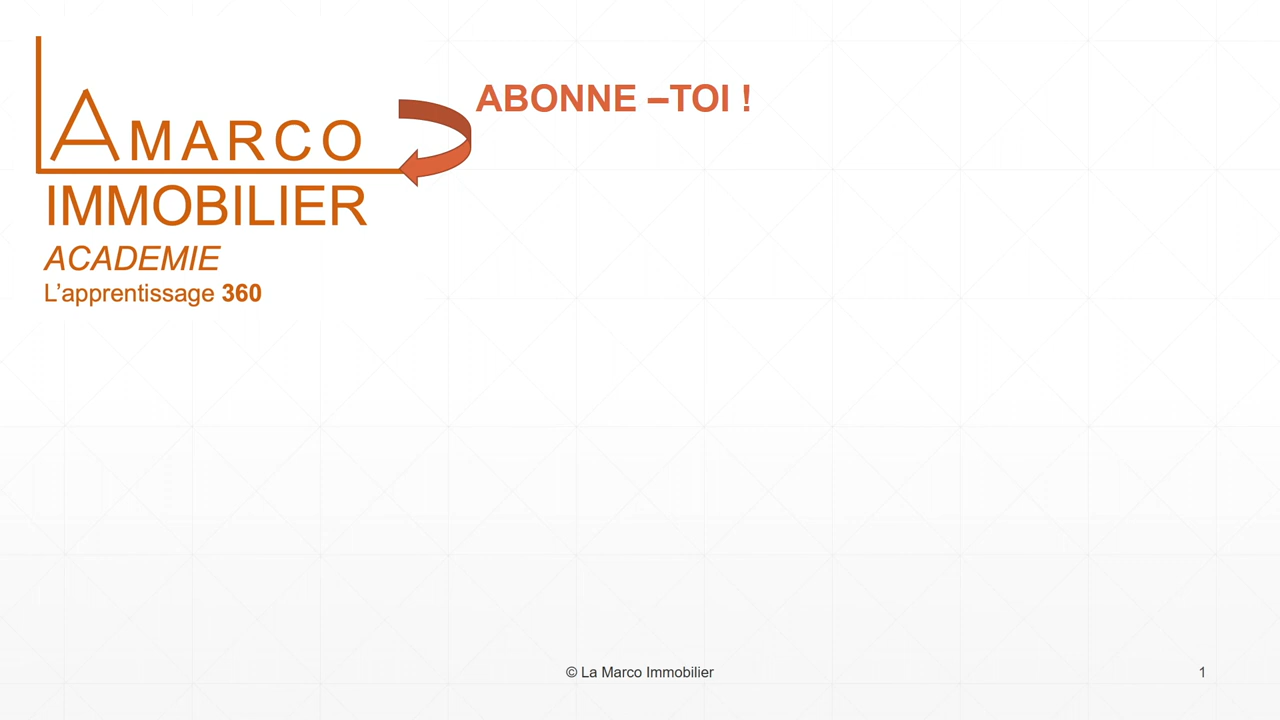 ABONNE –TOI !
LAMARCO
IMMOBILIER
ACADEMIE
L’apprentissage 360
© La Marco Immobilier
1